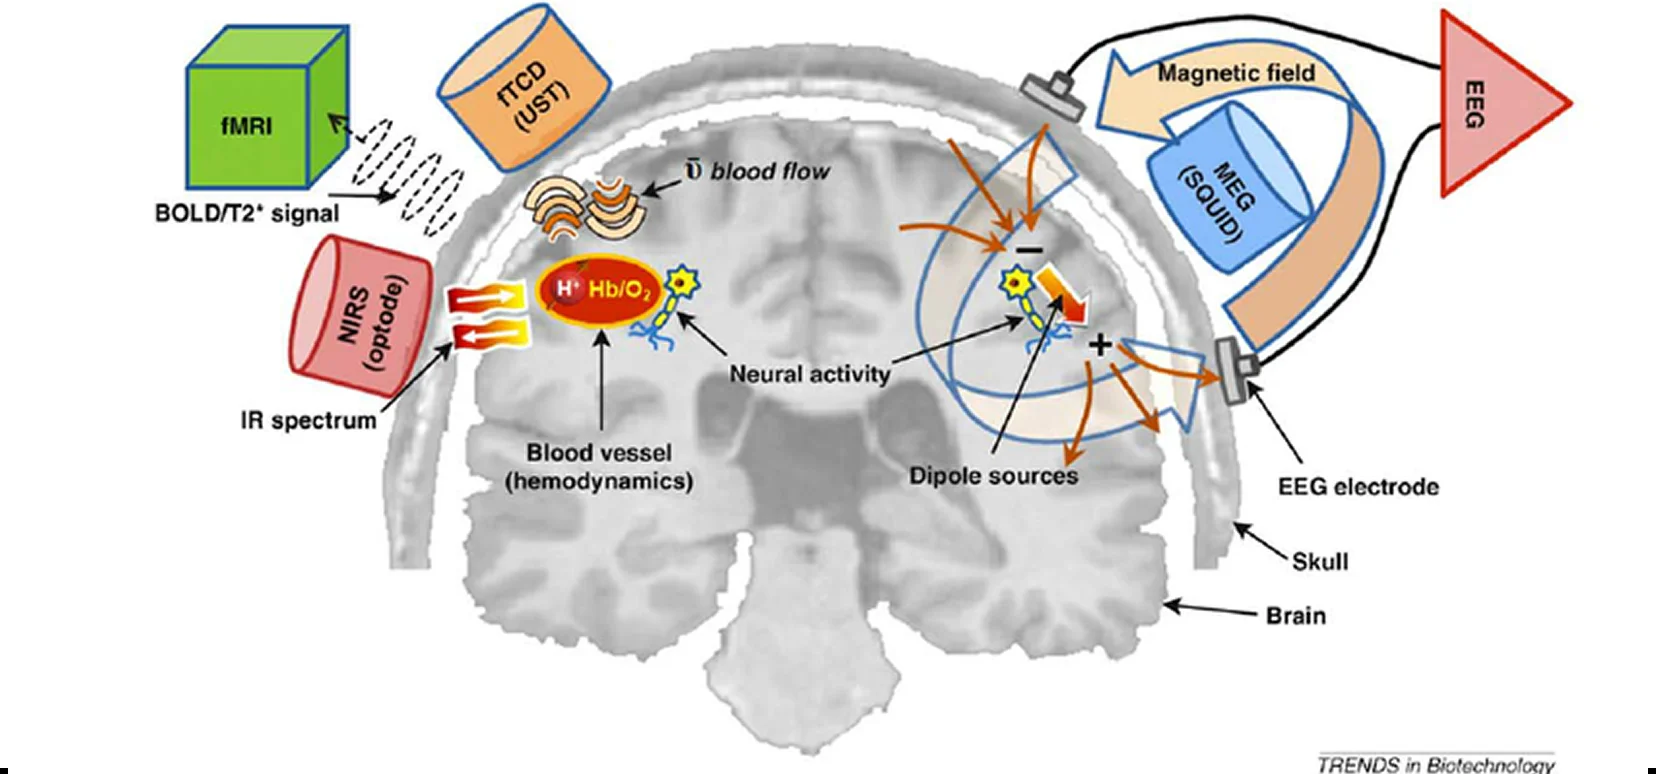 fMRI
BOLD/T2* signal
fTCD
(UST)
NIRS
(optode)
IR spectrum
ῡ blood flow
H⁺ Hb/O₂
Blood vessel
(hemodynamics)
Neural activity
Magnetic field
MEG
(SQUID)
EEG
−
+
Dipole sources
EEG electrode
Skull
Brain
TRENDS in Biotechnology